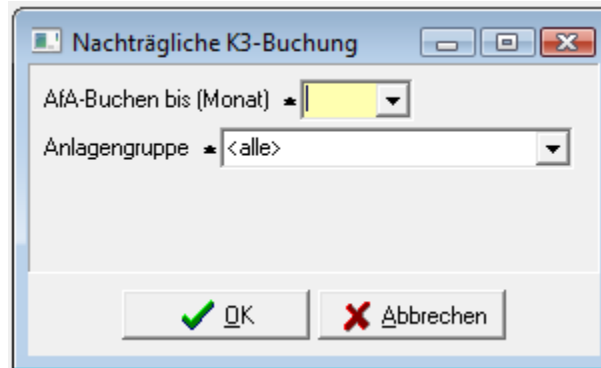 Nachträgliche K3-Buchung
AfA-Buchen bis (Monat)
Anlagengruppe <alle>
OK Abbrechen